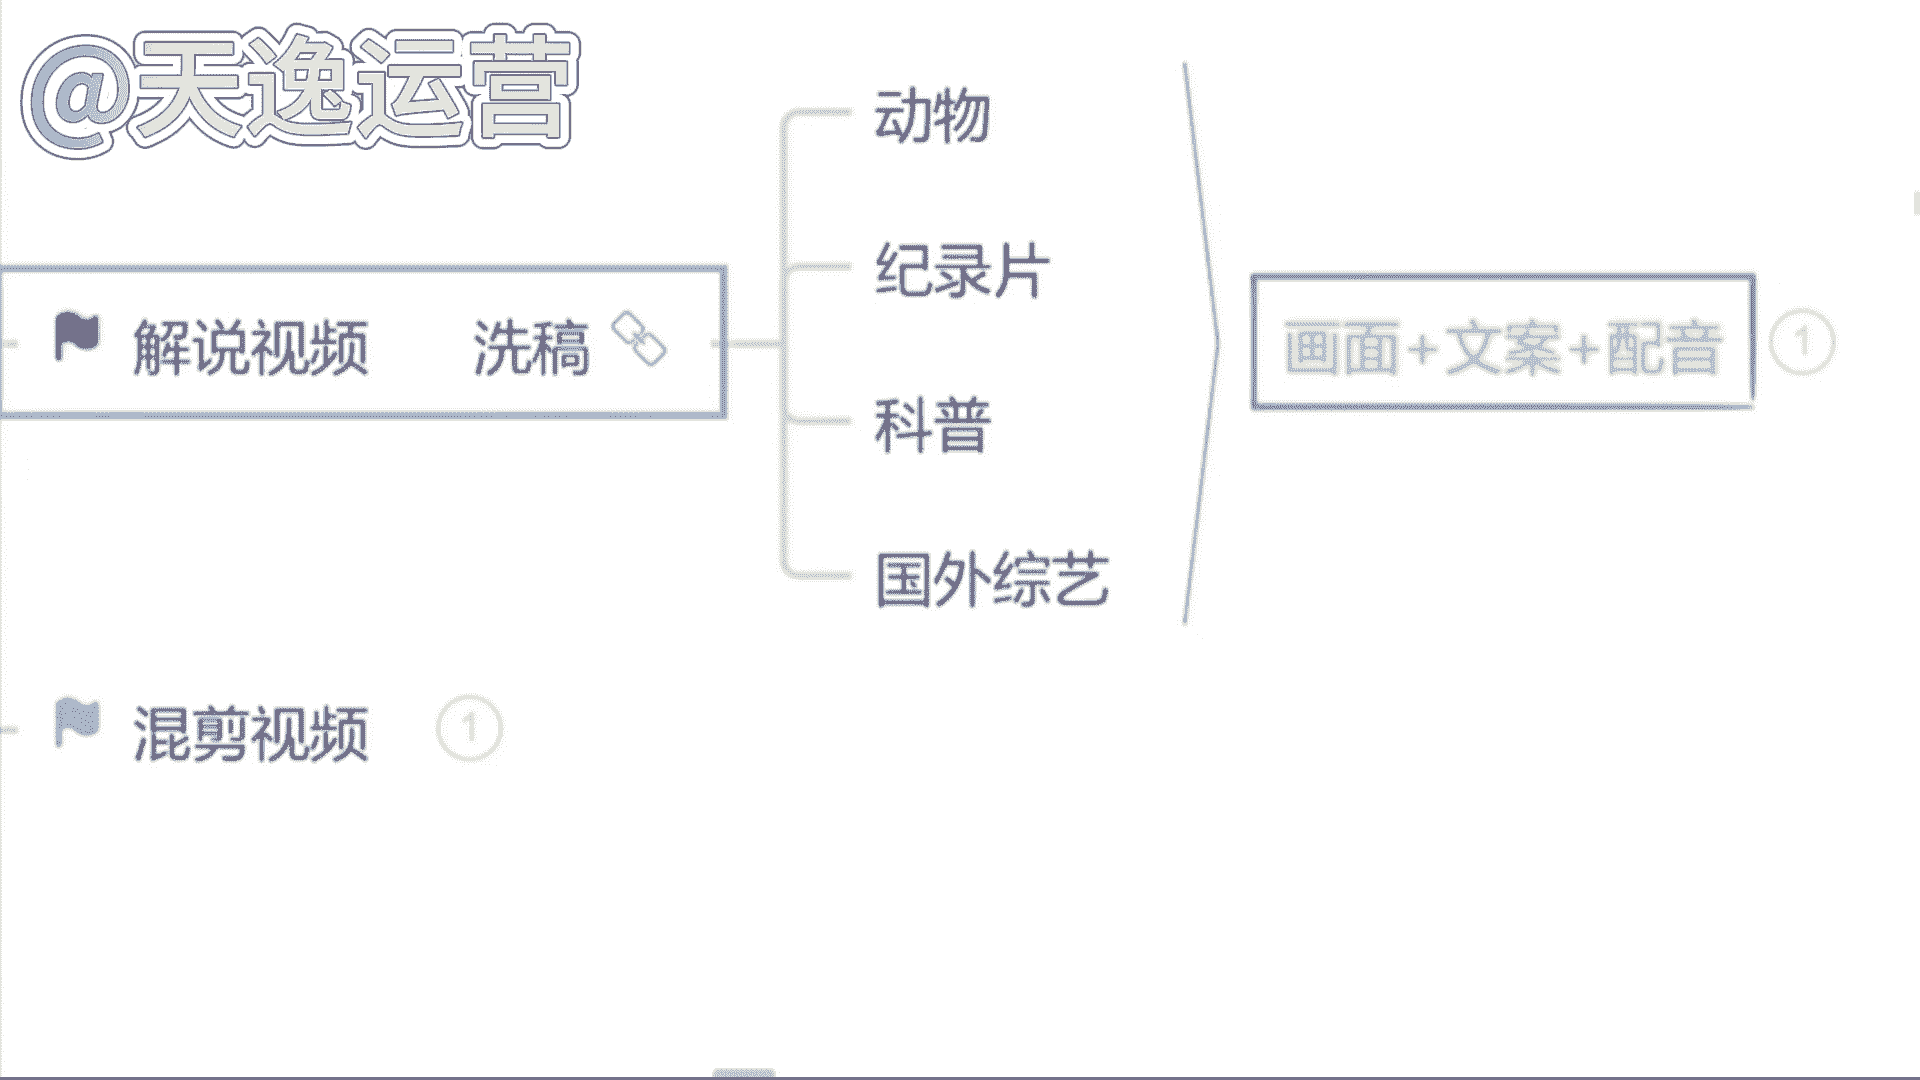 @天逸运营
动物
纪录片
解说视频 洗稿
画面+文案+配音 1
科普
国外综艺
混剪视频 1